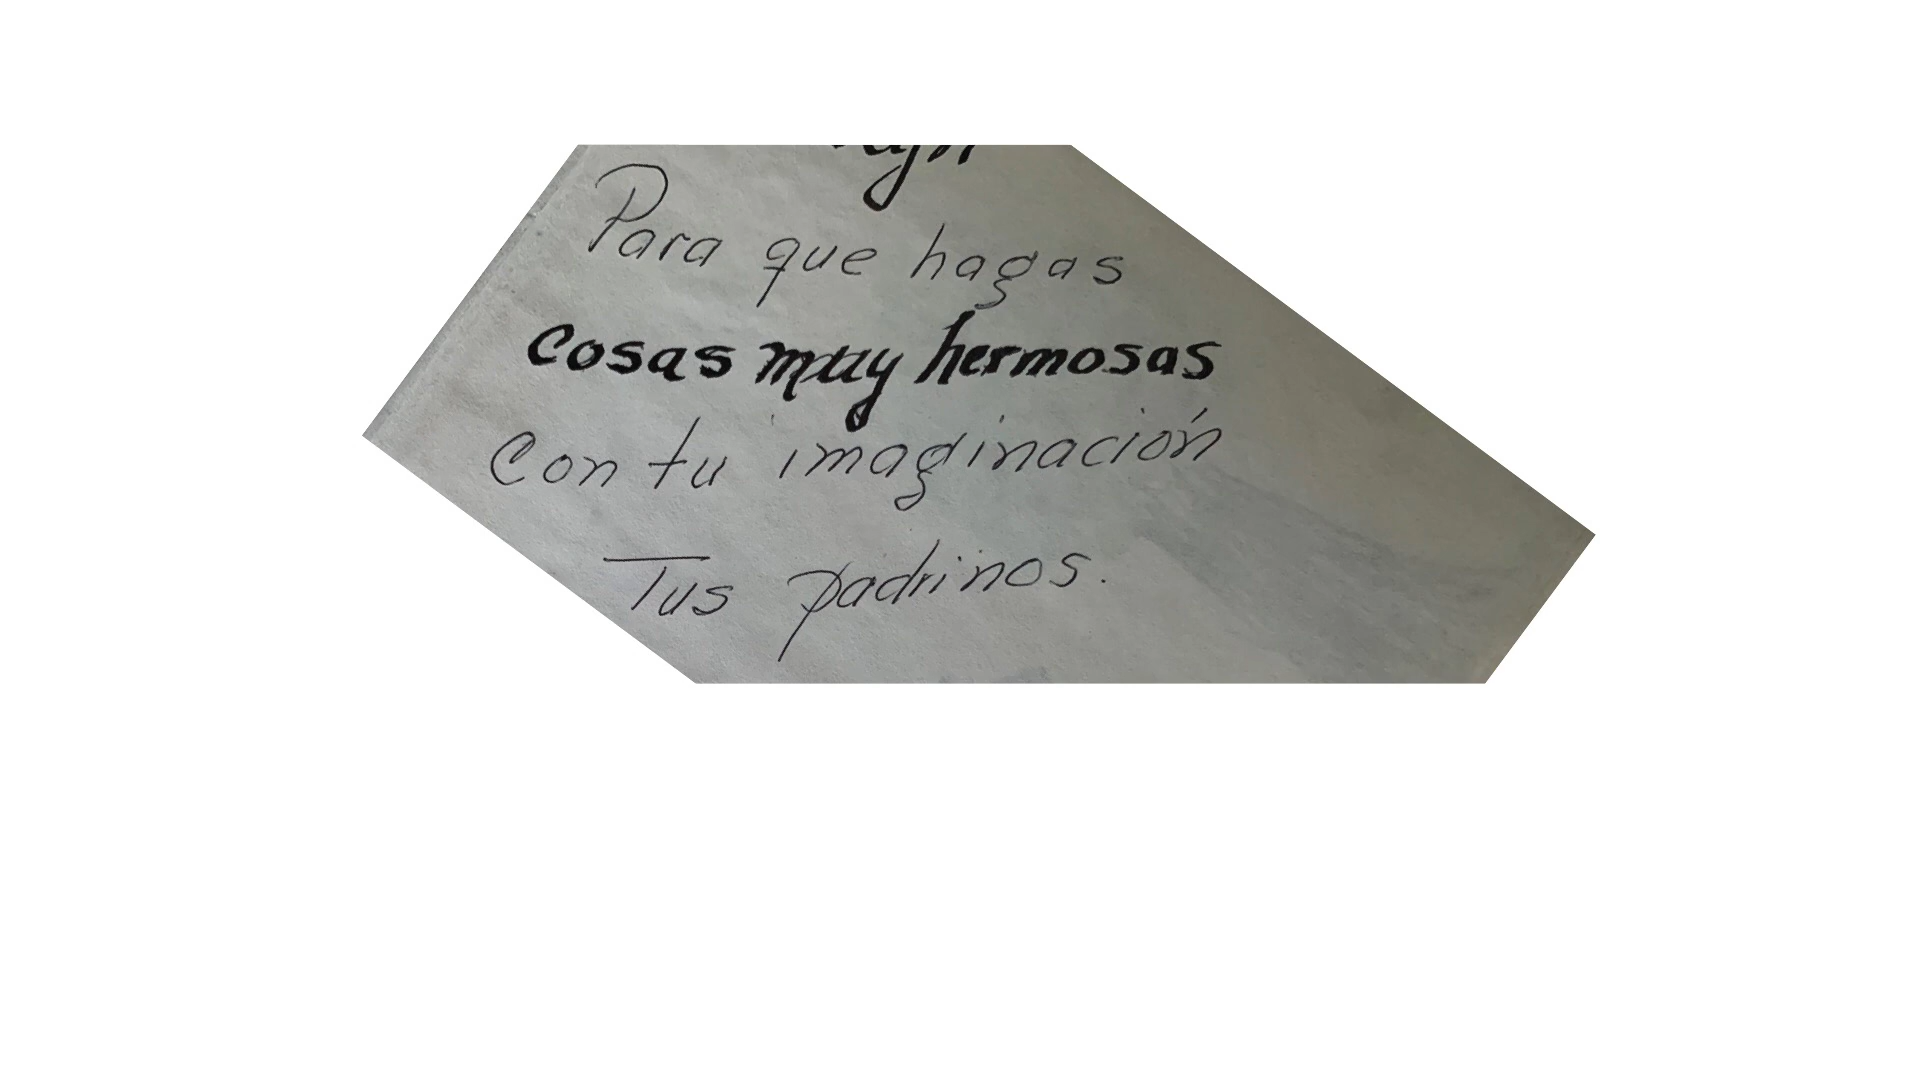 Para que hagas
cosas muy hermosas
con tu imaginación
Tus padrinos.